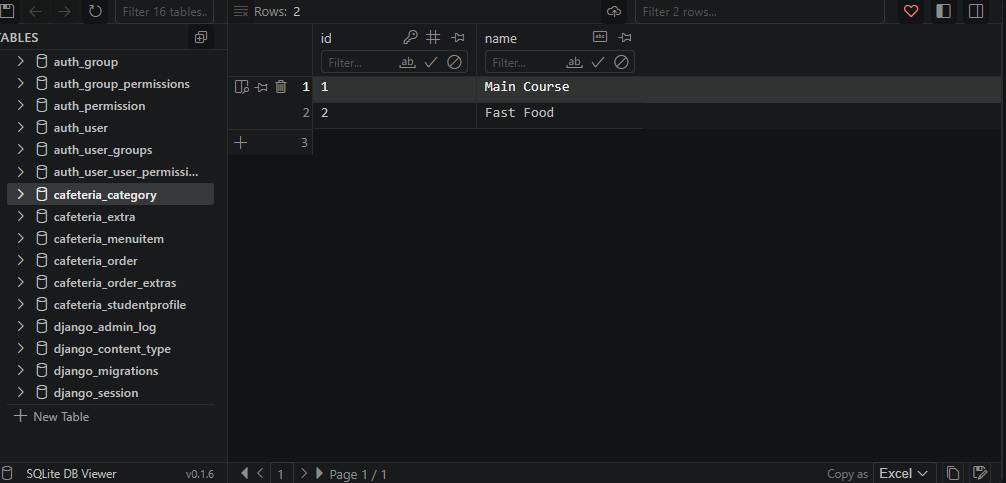 Filter 16 tables..
Rows: 2
Filter 2 rows...
TABLES
auth_group
auth_group_permissions
auth_permission
auth_user
auth_user_groups
auth_user_user_permissi...
cafeteria_category
cafeteria_extra
cafeteria_menuitem
cafeteria_order
cafeteria_order_extras
cafeteria_studentprofile
django_admin_log
django_content_type
django_migrations
django_session
New Table
id name
Filter... ab. Filter... ab.
1 1 Main Course
2 2 Fast Food
3
SQLite DB Viewer v0.1.6
1 Page 1 / 1
Copy as Excel